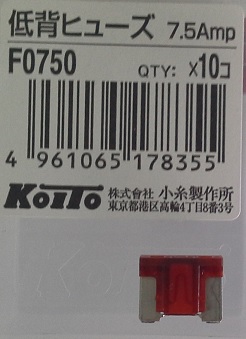 低背ヒューズ 7.5Amp
F0750 QTY: X10コ
4 961065 178355
KOITO 株式会社 小糸製作所
東京都港区高輪4丁目8番3号
KOITO